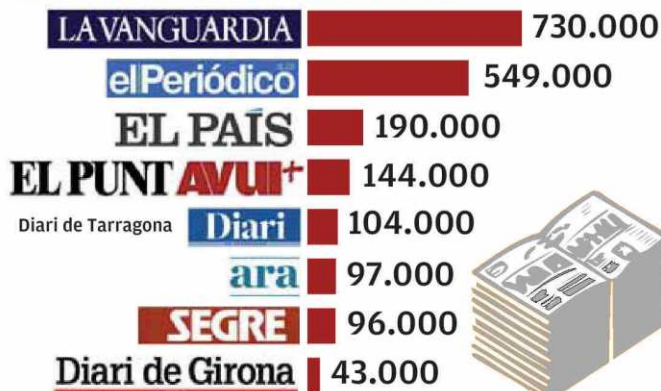 LA VANGUARDIA 730.000
elPeriódico 549.000
EL PAÍS 190.000
EL PUNT AVUI+ 144.000
Diari de Tarragona Diari 104.000
ara 97.000
SEGRE 96.000
Diari de Girona 43.000